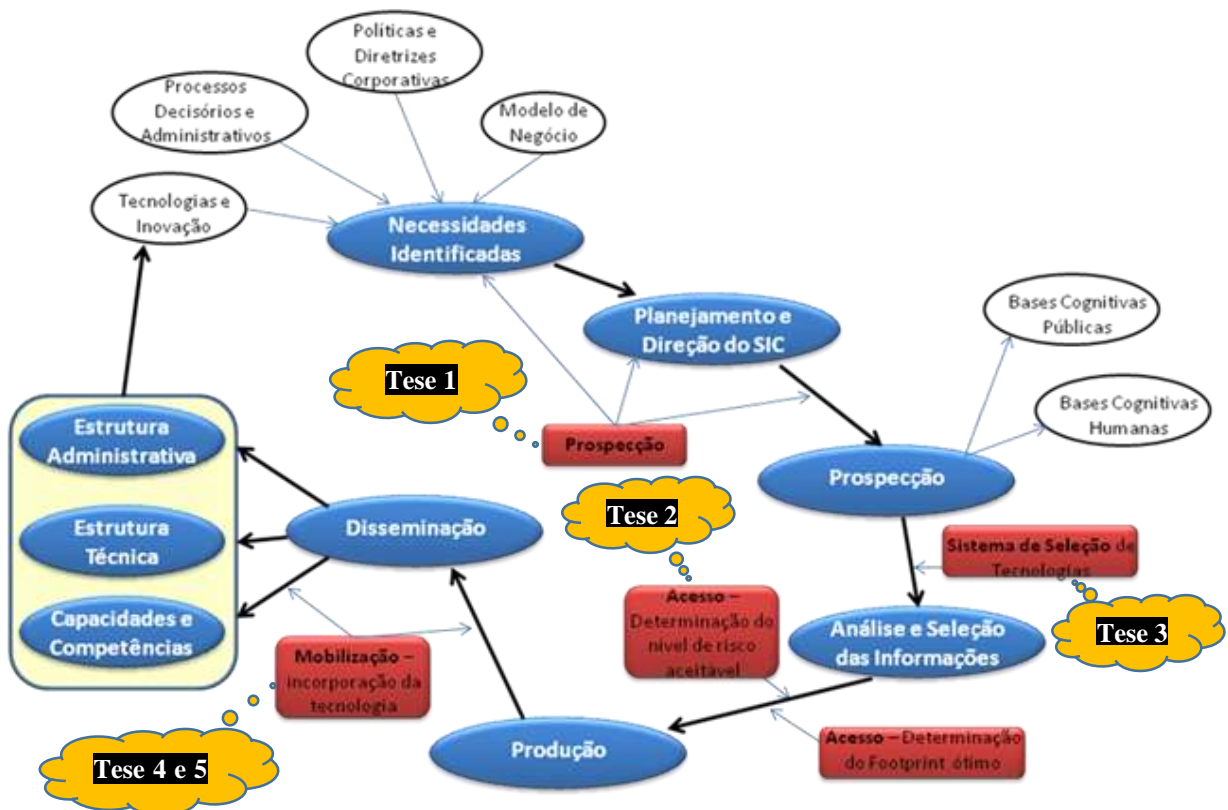 Políticas e
Diretrizes
Corporativas
Processos
Decisórios e
Administrativos
Modelo de
Negócio
Tecnologias e
Inovação
Necessidades
Identificadas
Planejamento e
Direção do SIC
Bases Cognitivas
Públicas
Bases Cognitivas
Humanas
Tese 1
Prospecção
Prospecção
Tese 2
Estrutura
Administrativa
Estrutura
Técnica
Capacidades e
Competências
Disseminação
Sistema de Seleção de
Tecnologias
Tese 3
Acesso –
Determinação do
nível de risco
aceitável
Análise e Seleção
das Informações
Mobilização –
incorporação da
tecnologia
Produção
Acesso – Determinação
do Footprint ótimo
Tese 4 e 5